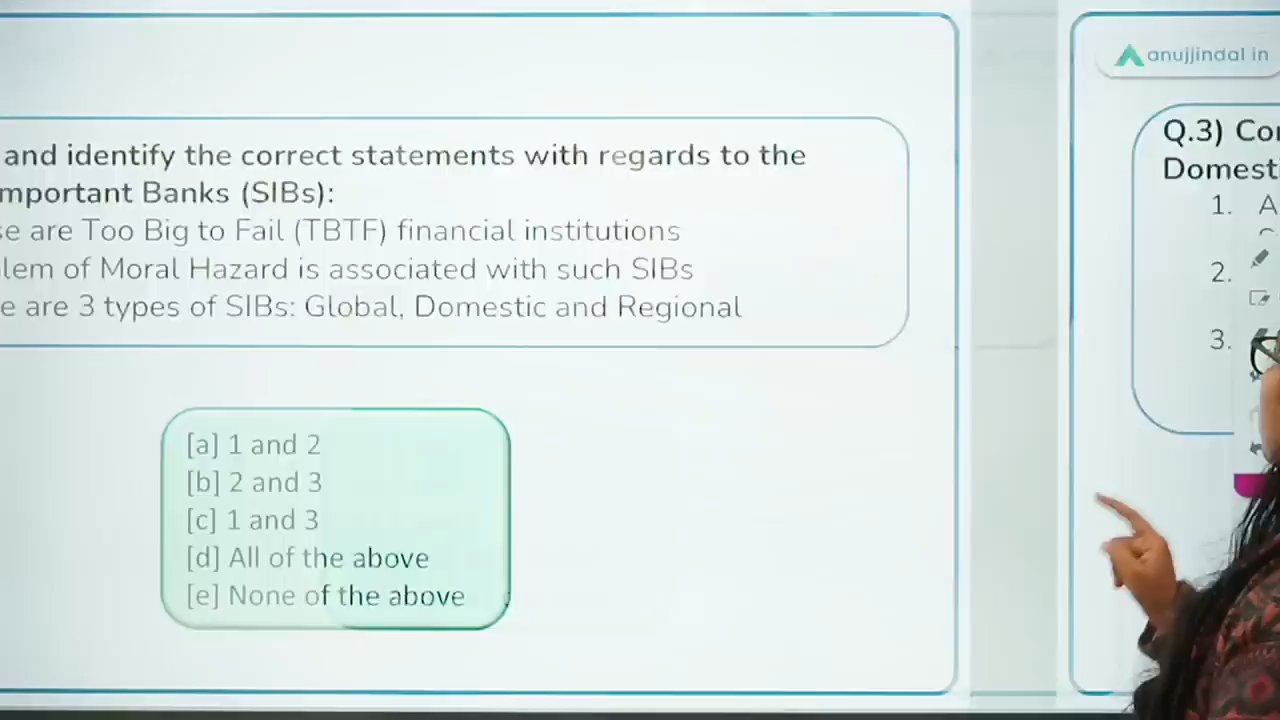 and identify the correct statements with regards to the
mportant Banks (SIBs):
se are Too Big to Fail (TBTF) financial institutions
lem of Moral Hazard is associated with such SIBs
e are 3 types of SIBs: Global, Domestic and Regional
[a] 1 and 2
[b] 2 and 3
[c] 1 and 3
[d] All of the above
[e] None of the above
anujjindal in
Q.3) Con
Domesti
1. A
2.
3.